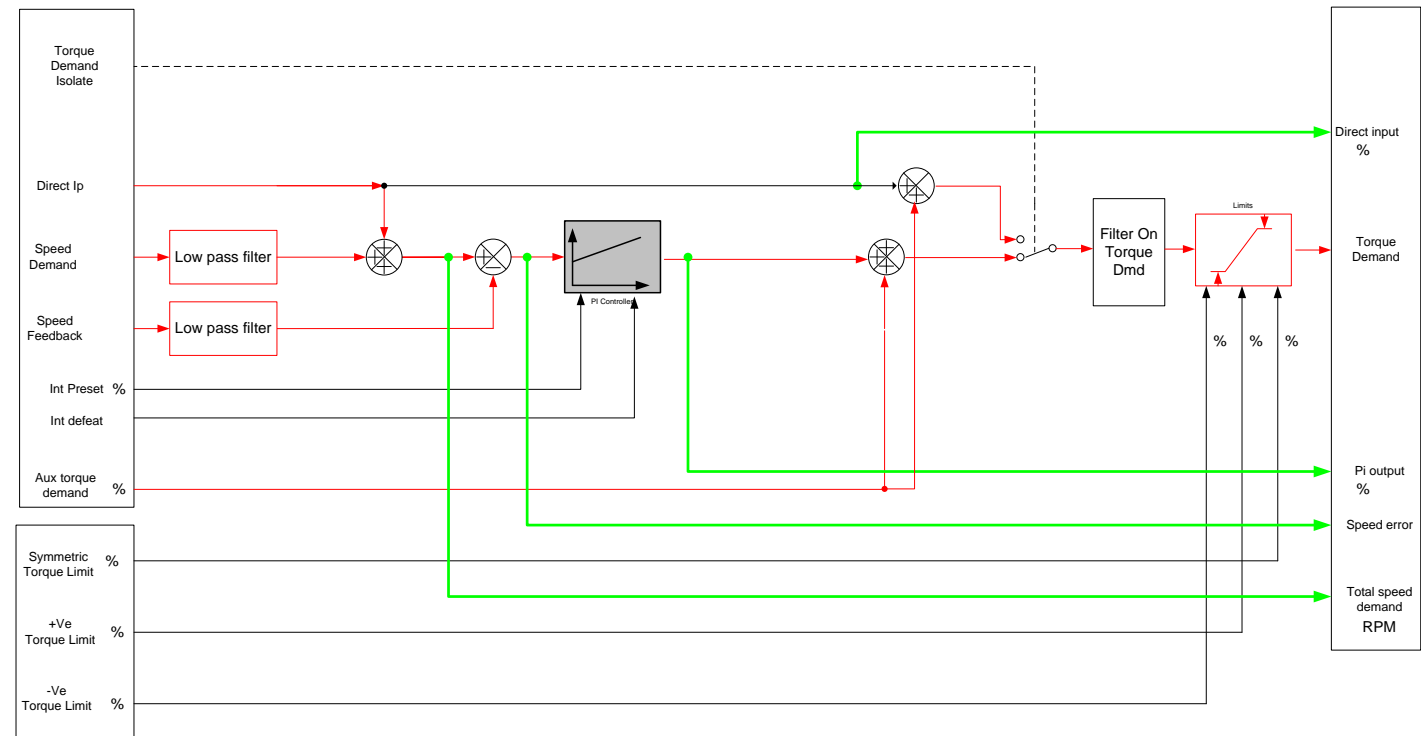 Torque
Demand
Isolate
Direct Ip
Speed
Demand
Speed
Feedback
Int Preset %
Int defeat
Aux torque
demand %
Symmetric
Torque Limit %
+Ve
Torque Limit %
-Ve
Torque Limit %
Low pass filter
Low pass filter
PI Controller
Filter On
Torque
Dmd
Limits
% % %
Direct input
%
Torque
Demand
Pi output
%
Speed error
Total speed
demand
RPM